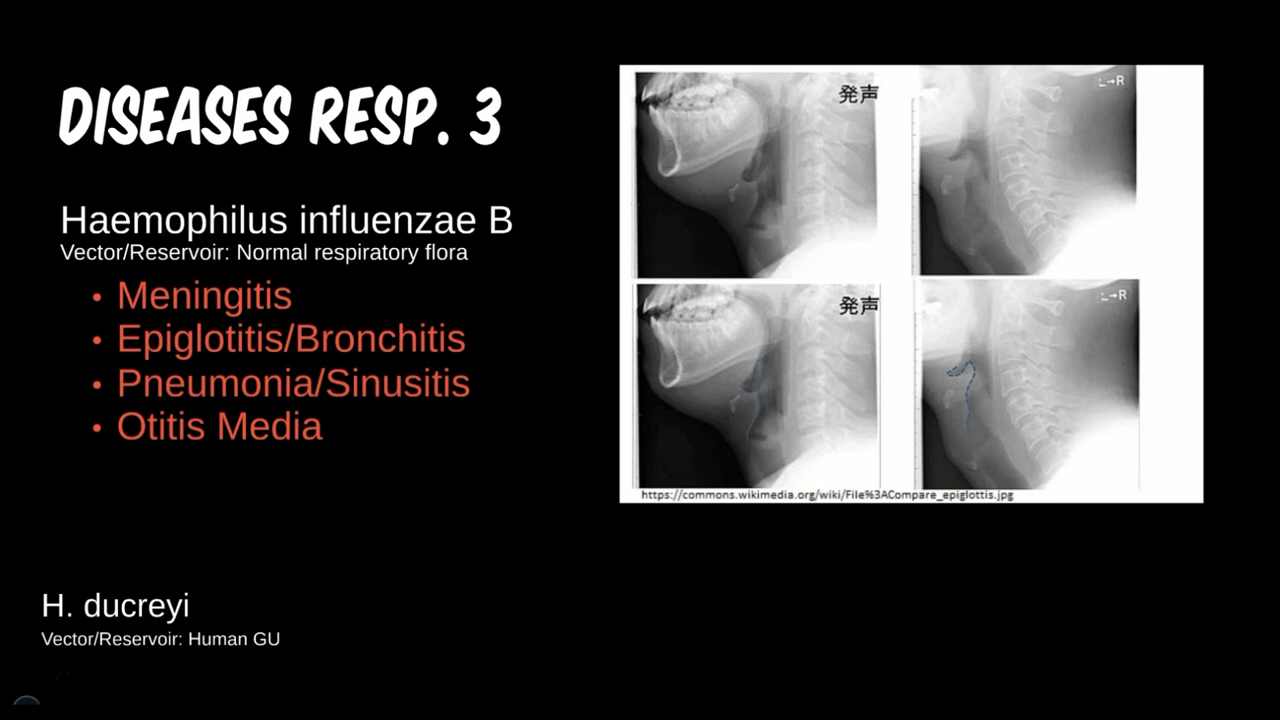 DISEASES RESP. 3
Haemophilus influenzae B
Vector/Reservoir: Normal respiratory flora
• Meningitis
• Epiglotitis/Bronchitis
• Pneumonia/Sinusitis
• Otitis Media
発声
L→R
発声
L→R
https://commons.wikimedia.org/wiki/File%3ACompare_epiglottis.jpg
H. ducreyi
Vector/Reservoir: Human GU